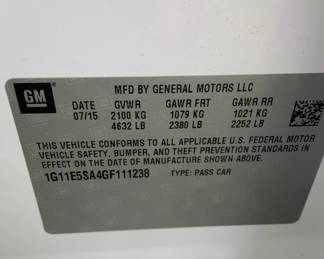 GM
MFD BY GENERAL MOTORS LLC
DATE GVWR GAWR FRT GAWR RR
07/15 2100 KG 1079 KG 1021 KG
4632 LB 2380 LB 2252 LB
THIS VEHICLE CONFORMS TO ALL APPLICABLE U.S. FEDERAL MOTOR
VEHICLE SAFETY, BUMPER, AND THEFT PREVENTION STANDARDS IN
EFFECT ON THE DATE OF MANUFACTURE SHOWN ABOVE.
1G11E5SA4GF111238 TYPE: PASS CAR